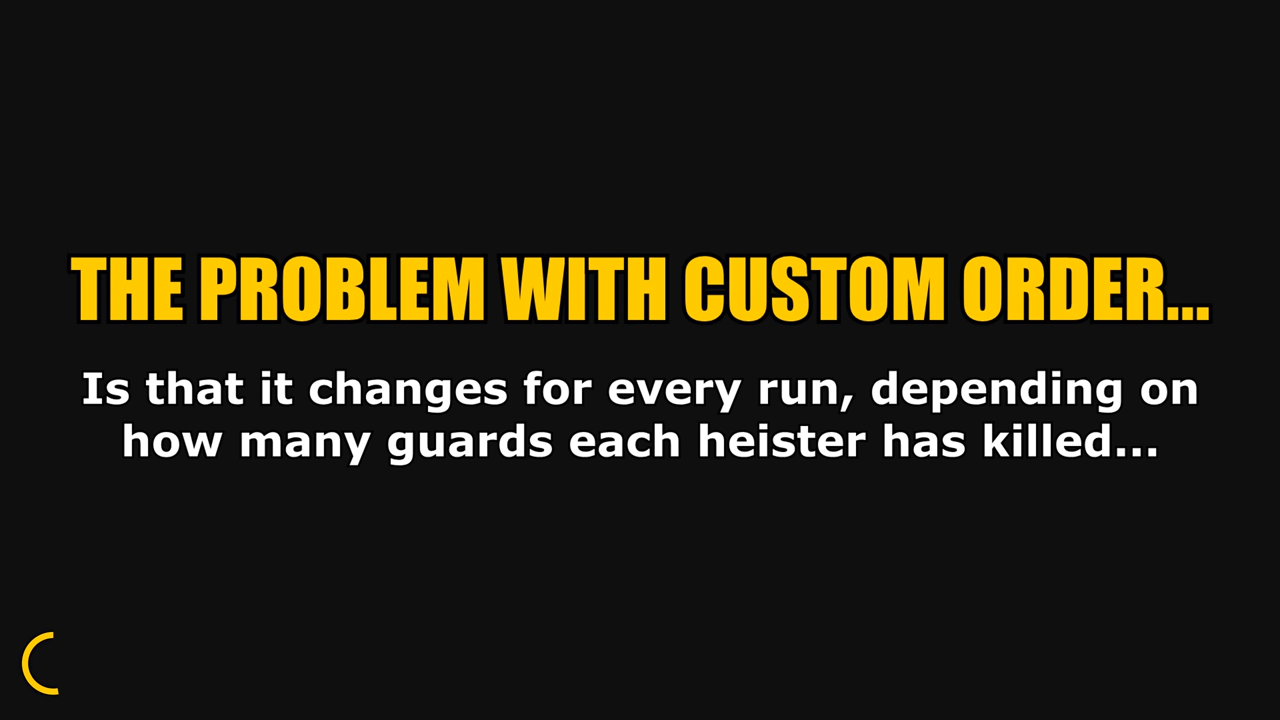 THE PROBLEM WITH CUSTOM ORDER...
Is that it changes for every run, depending on
how many guards each heister has killed...